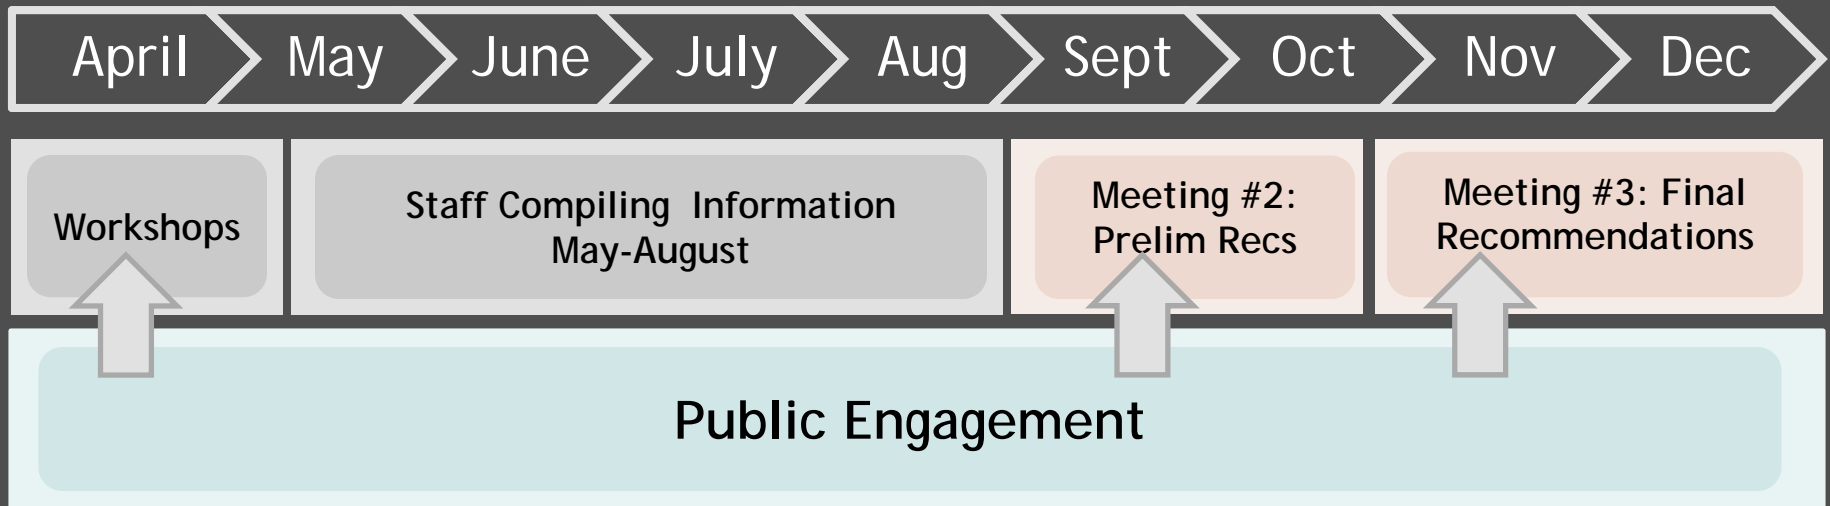 April May June July Aug Sept Oct Nov Dec
Workshops
Staff Compiling Information
May-August
Meeting #2:
Prelim Recs
Meeting #3: Final
Recommendations
Public Engagement